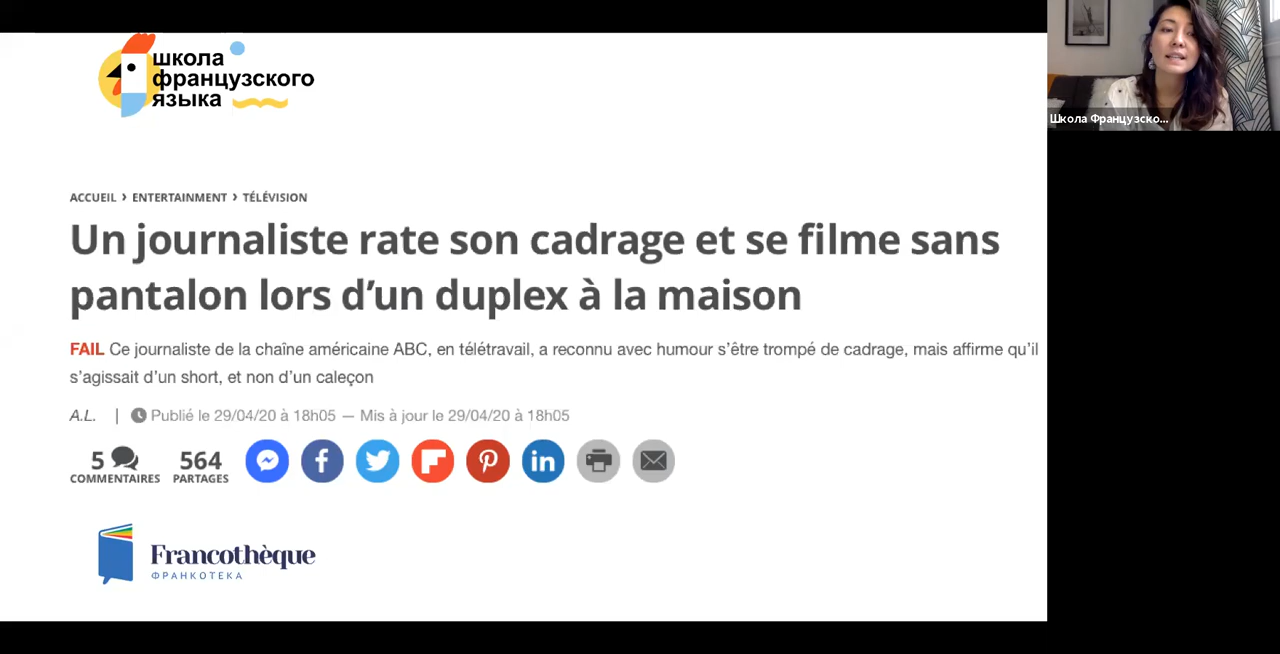 школа
французского
языка
Школа Французско...
ACCUEIL › ENTERTAINMENT › TÉLÉVISION
Un journaliste rate son cadrage et se filme sans
pantalon lors d’un duplex à la maison
FAIL Ce journaliste de la chaîne américaine ABC, en télétravail, a reconnu avec humour s’être trompé de cadrage, mais affirme qu’il
s’agissait d’un short, et non d’un caleçon
A.L. | Publié le 29/04/20 à 18h05 — Mis à jour le 29/04/20 à 18h05
5 564
COMMENTAIRES PARTAGES
Francothèque
ФРАНКОТЕКА